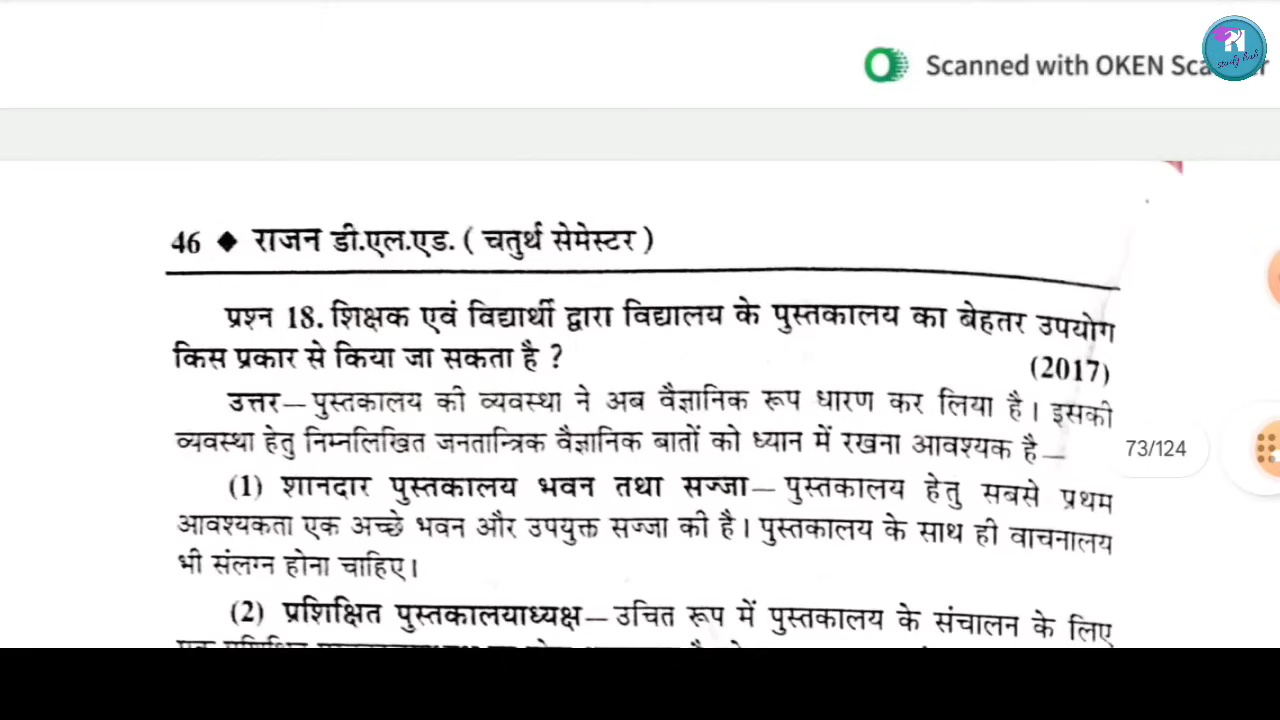 Scanned with OKEN Sca
study hub
46 ◆ राजन डी.एल.एड. ( चतुर्थ सेमेस्टर )
प्रश्न 18. शिक्षक एवं विद्यार्थी द्वारा विद्यालय के पुस्तकालय का बेहतर उपयोग
किस प्रकार से किया जा सकता है ? (2017)
उत्तर – पुस्तकालय की व्यवस्था ने अब वैज्ञानिक रूप धारण कर लिया है। इसकी
व्यवस्था हेतु निम्नलिखित जनतान्त्रिक वैज्ञानिक बातों को ध्यान में रखना आवश्यक है –
73/124
(1) शानदार पुस्तकालय भवन तथा सज्जा – पुस्तकालय हेतु सबसे प्रथम
आवश्यकता एक अच्छे भवन और उपयुक्त सज्जा की है। पुस्तकालय के साथ ही वाचनालय
भी संलग्न होना चाहिए।
(2) प्रशिक्षित पुस्तकालयाध्यक्ष – उचित रूप में पुस्तकालय के संचालन के लिए